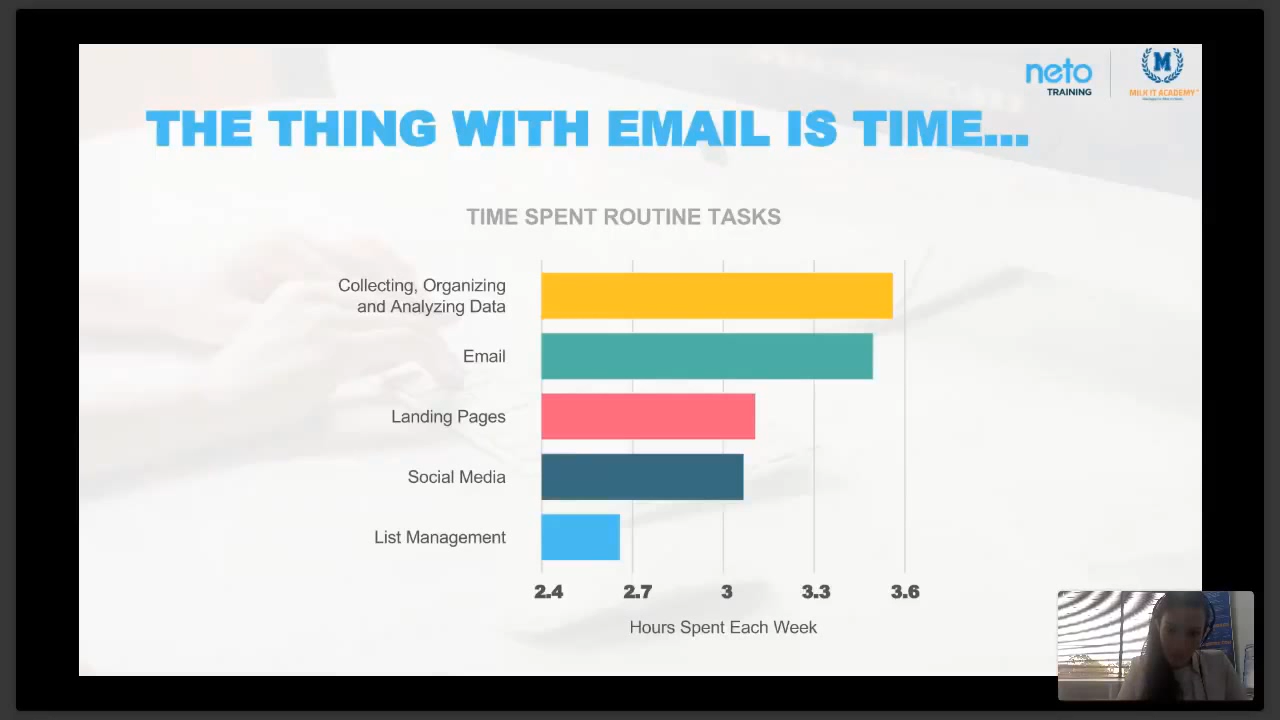 neto
TRAINING
M
MILK IT ACADEMY
THE THING WITH EMAIL IS TIME...
TIME SPENT ROUTINE TASKS
Collecting, Organizing
and Analyzing Data
Email
Landing Pages
Social Media
List Management
2.4 2.7 3 3.3 3.6
Hours Spent Each Week